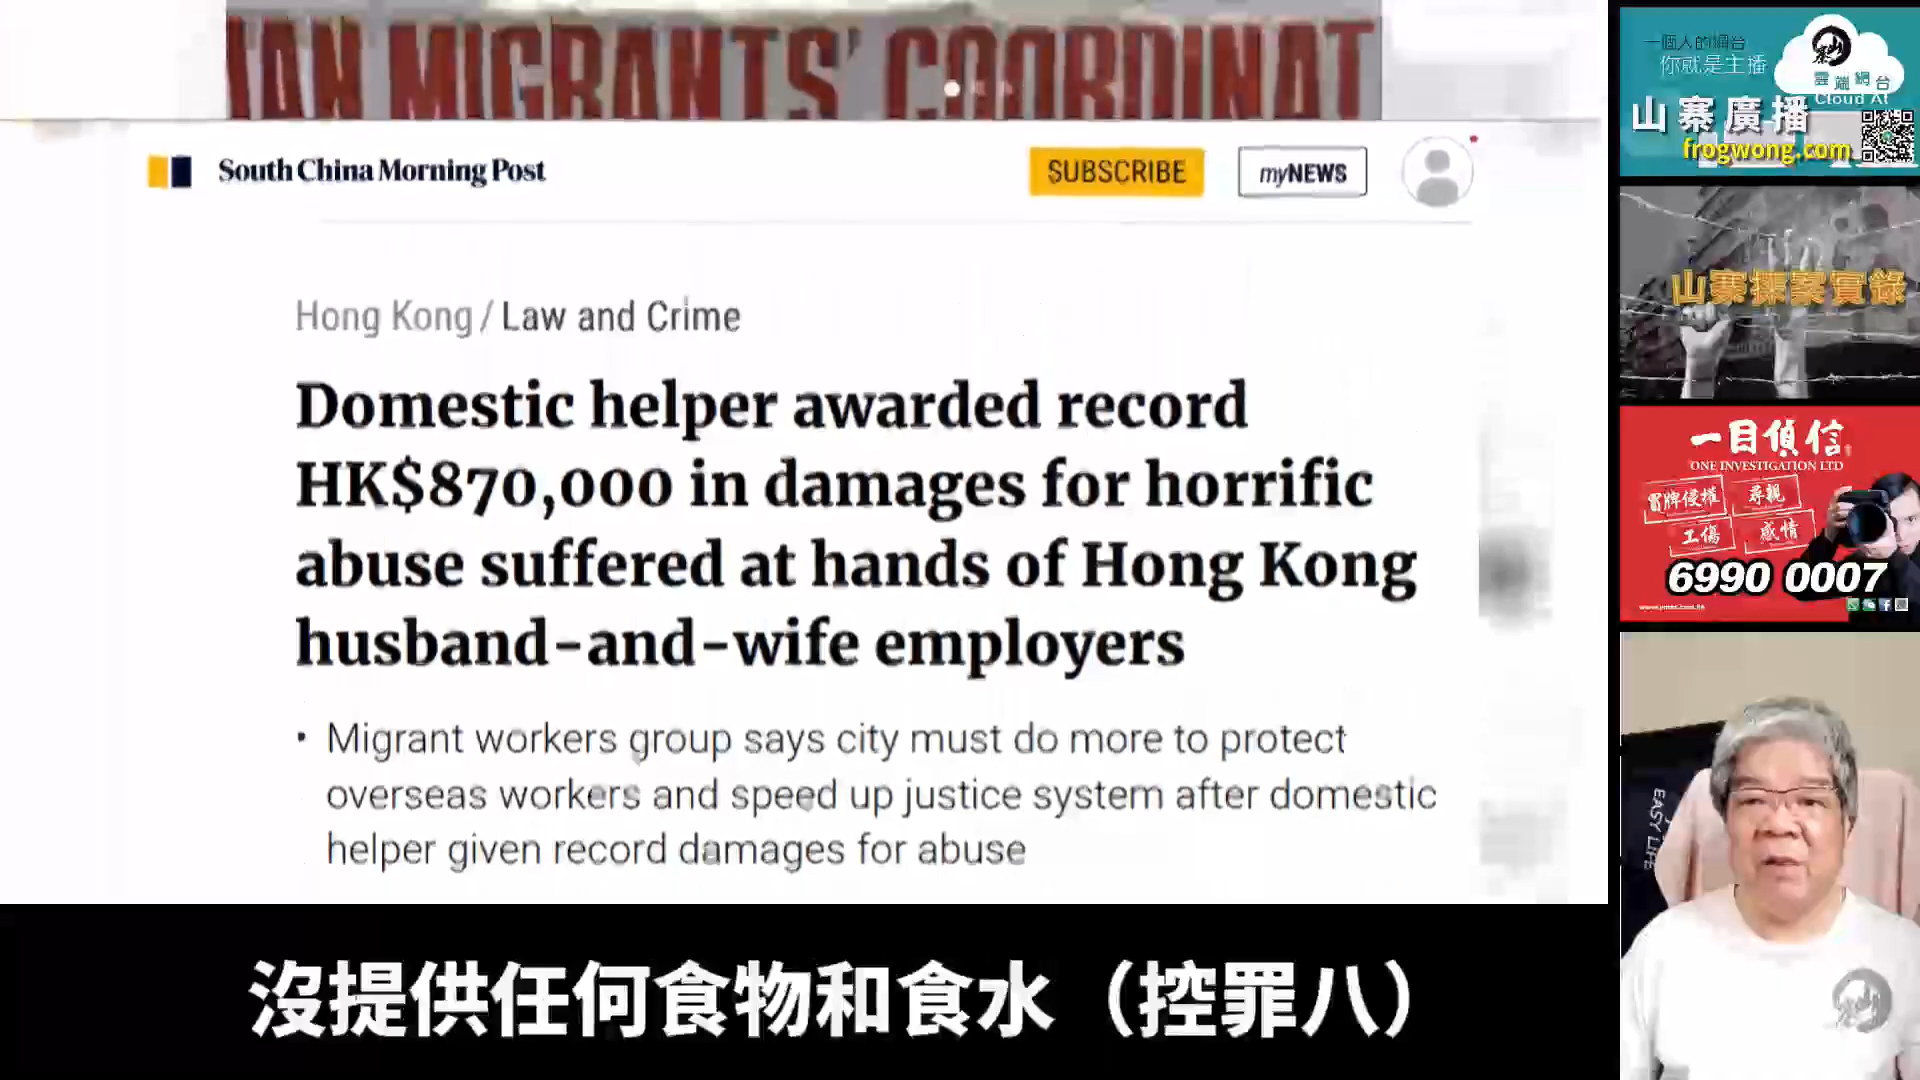 IAN MIGRANTS' COORDINAT
South China Morning Post
SUBSCRIBE
myNEWS
Hong Kong / Law and Crime
Domestic helper awarded record
HK$870,000 in damages for horrific
abuse suffered at hands of Hong Kong
husband-and-wife employers
• Migrant workers group says city must do more to protect
overseas workers and speed up justice system after domestic
helper given record damages for abuse
沒提供任何食物和食水（控罪八）
一個人的網台
你就是主播
雲端網台
Cloud AI
山寨廣播
frogwong.com
山寨探案實錄
一目偵信
ONE INVESTIGATION LTD
冒牌侵權
尋親
工傷
感情
6990 0007
EASY LIFE